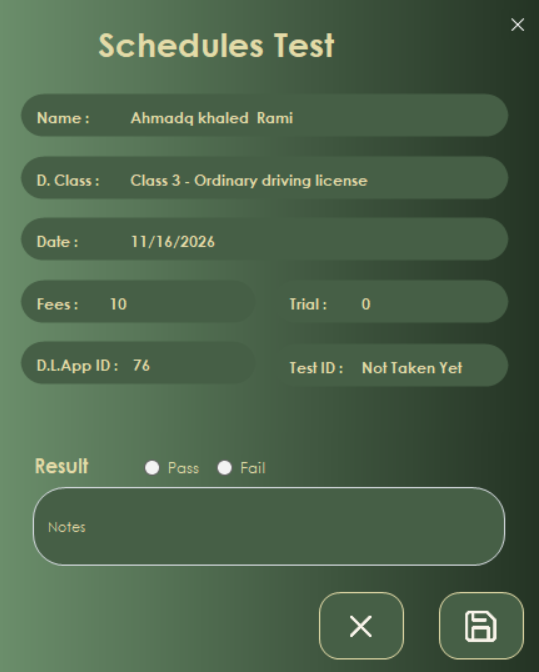 Schedules Test
Name : Ahmadq khaled Rami
D. Class : Class 3 - Ordinary driving license
Date : 11/16/2026
Fees : 10 Trial : 0
D.L.App ID : 76 Test ID : Not Taken Yet
Result Pass Fail
Notes